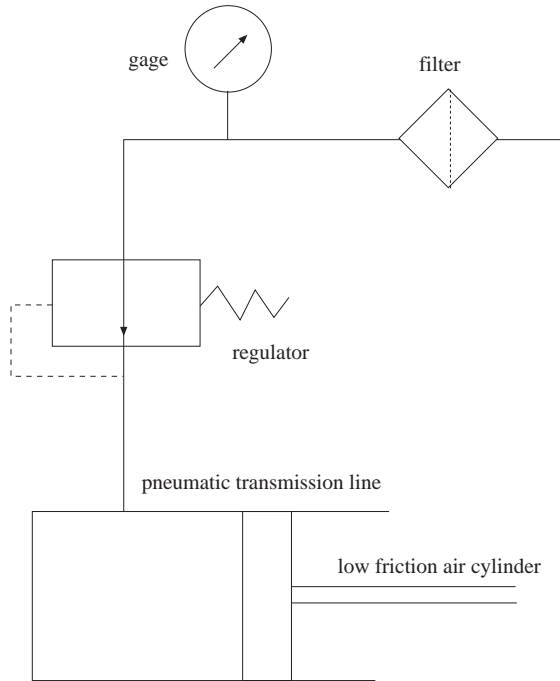 gage
filter
regulator
pneumatic transmission line
low friction air cylinder